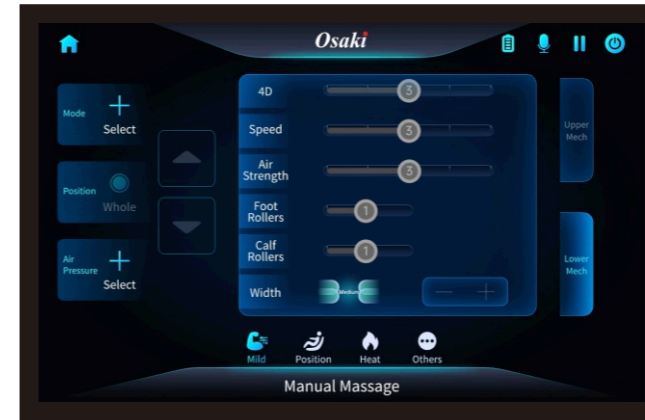 Osaki
Mode
Select
Position
Whole
Air
Pressure
Select
4D
3
Speed
3
Air
Strength
3
Foot
Rollers
1
Calf
Rollers
1
Width
Medium
Upper
Mech
Lower
Mech
Mild
Position
Heat
Others
Manual Massage